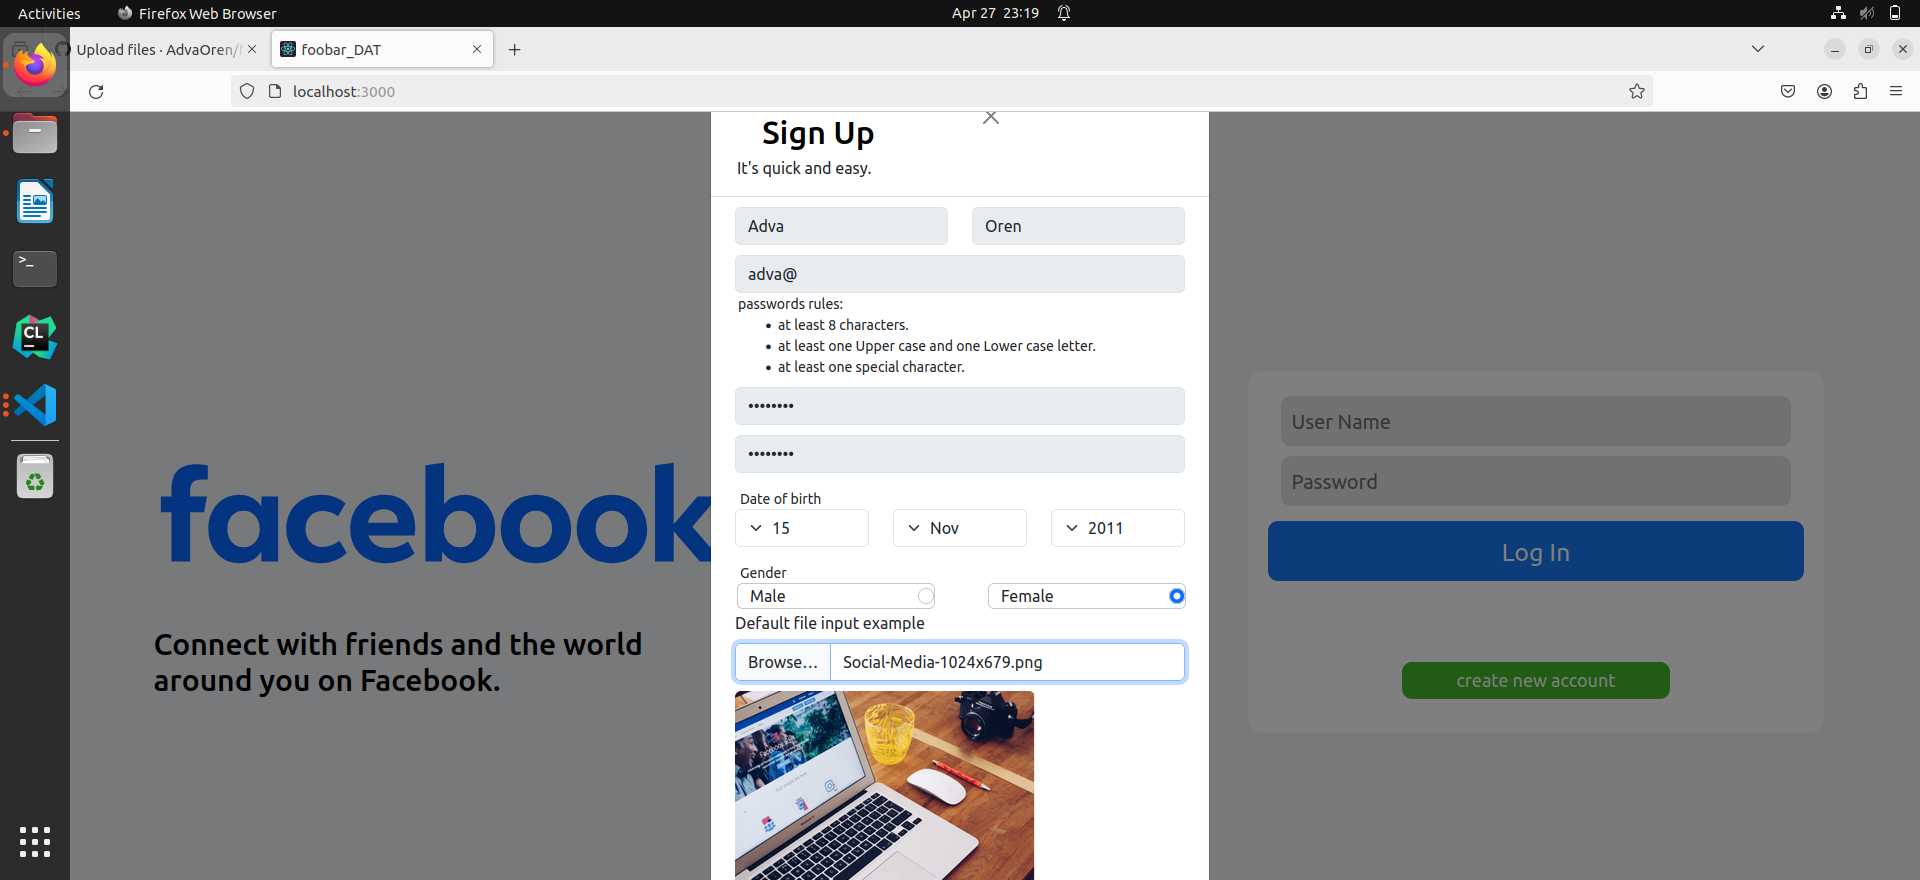 Activities
Firefox Web Browser
Apr 27 23:19
Upload files · AdvaOren/f
foobar_DAT
localhost:3000
Sign Up
It's quick and easy.
Adva
Oren
adva@
passwords rules:
• at least 8 characters.
• at least one Upper case and one Lower case letter.
• at least one special character.
••••••••
••••••••
Date of birth
15
Nov
2011
Gender
Male
Female
Default file input example
Browse…
Social-Media-1024x679.png
facebook
Connect with friends and the world
around you on Facebook.
User Name
Password
Log In
create new account
>_
CL